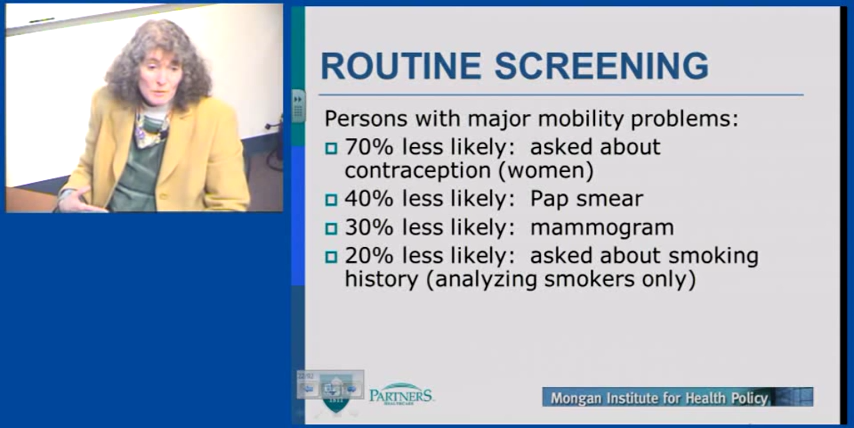 ROUTINE SCREENING
Persons with major mobility problems:
70% less likely: asked about
contraception (women)
40% less likely: Pap smear
30% less likely: mammogram
20% less likely: asked about smoking
history (analyzing smokers only)
PARTNERS
Mongan Institute for Health Policy